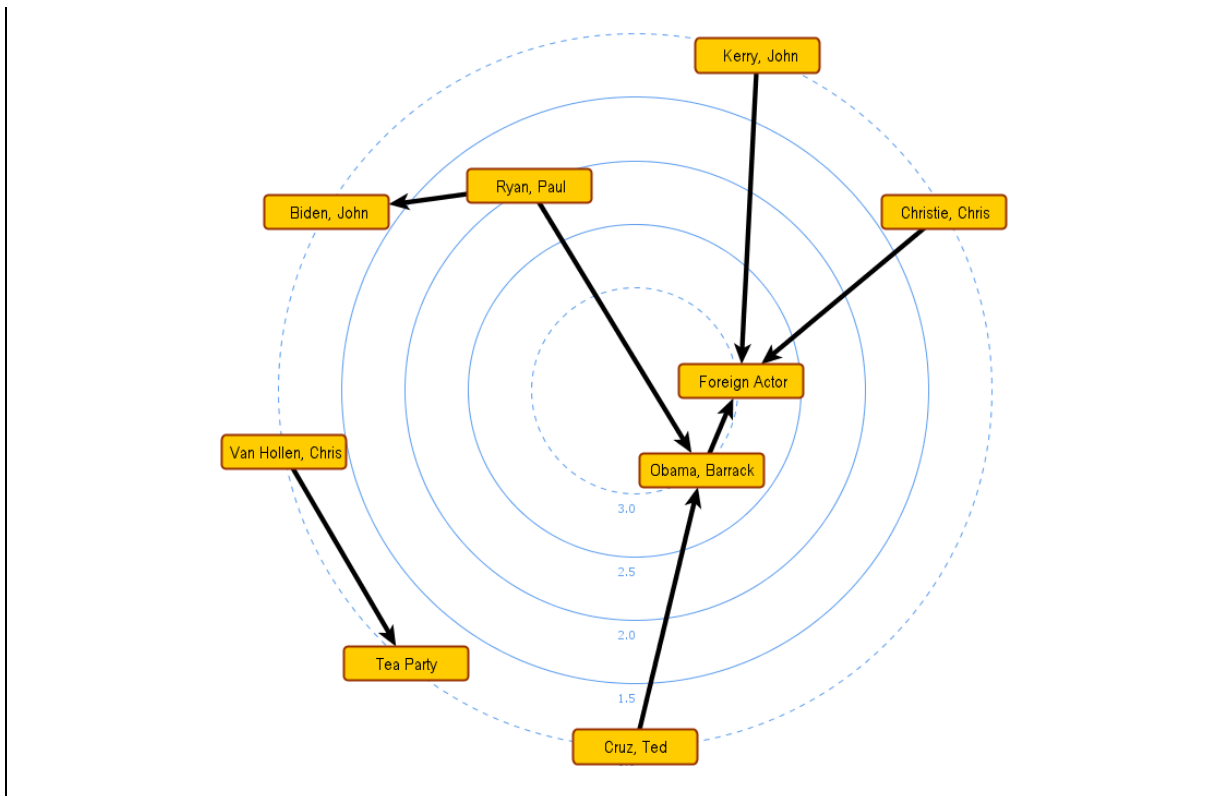 Kerry, John
Ryan, Paul
Biden, John
Christie, Chris
Foreign Actor
Van Hollen, Chris
Obama, Barrack
3.0
2.5
2.0
Tea Party
1.5
Cruz, Ted